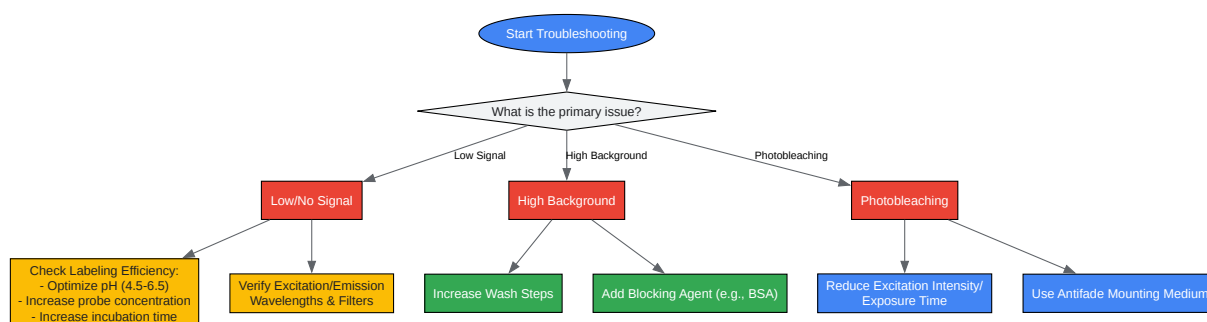 Start Troubleshooting
What is the primary issue?
Low Signal
High Background
Photobleaching
Low/No Signal
High Background
Photobleaching
Check Labeling Efficiency:
- Optimize pH (4.5-6.5)
- Increase probe concentration
- Increase incubation time
Verify Excitation/Emission
Wavelengths & Filters
Increase Wash Steps
Add Blocking Agent (e.g., BSA)
Reduce Excitation Intensity/
Exposure Time
Use Antifade Mounting Medium